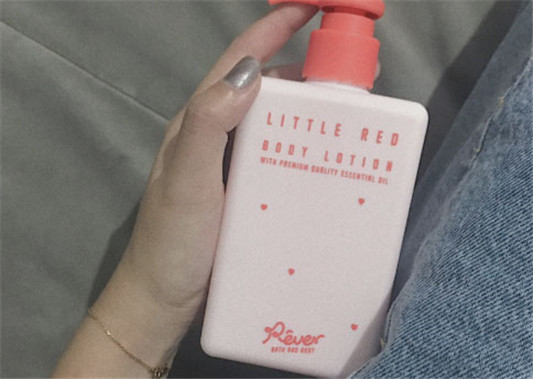 LITTLE RED
BODY LOTION
WITH PREMIUM QUALITY ESSENTIAL OIL
Rêver
BATH AND BODY